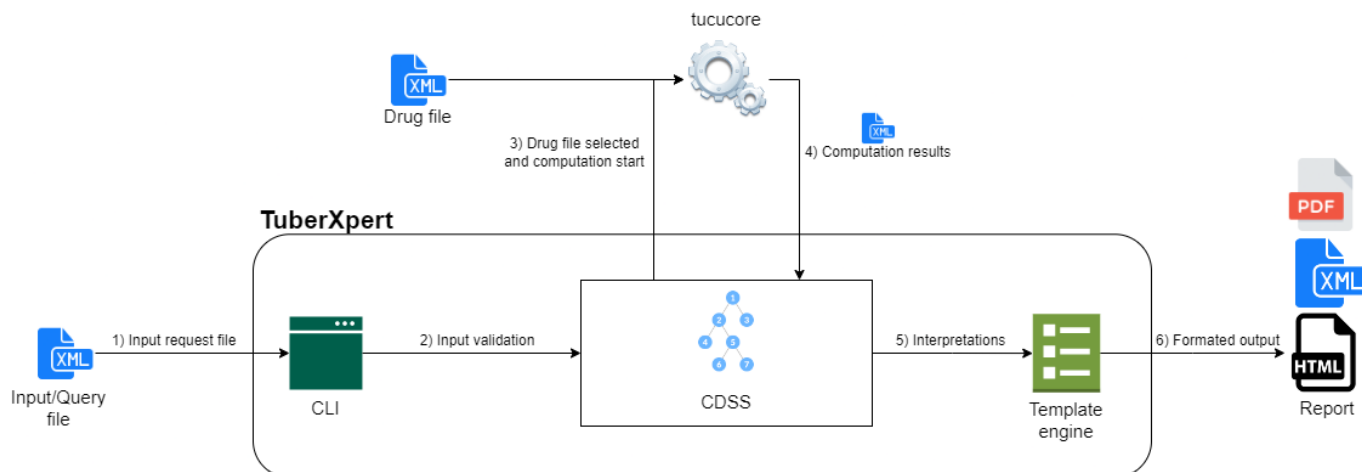 tucucore
XML
Drug file
3) Drug file selected
and computation start
XML
4) Computation results
PDF
TuberXpert
XML
1) Input request file
2) Input validation
5) Interpretations
6) Formated output
XML
Input/Query
file
CLI
1
2
3
4
5
6
7
CDSS
Template
engine
HTML
Report